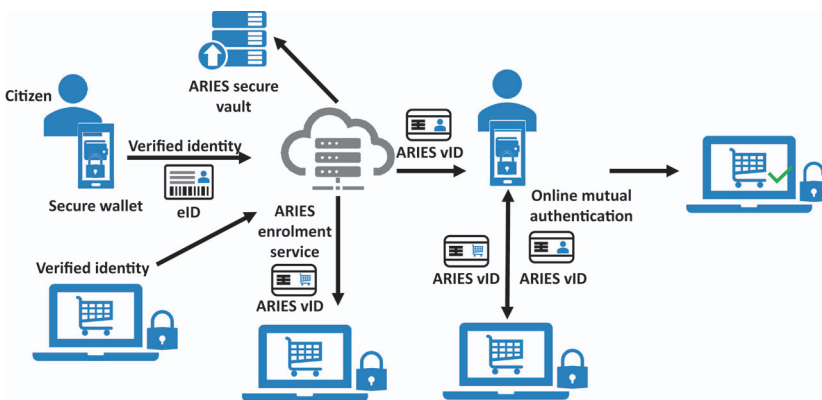 ARIES secure
vault
Citizen
Verified identity
eID
Secure wallet
ARIES vID
ARIES
enrolment
service
Online mutual
authentication
Verified identity
ARIES vID
ARIES vID
ARIES vID